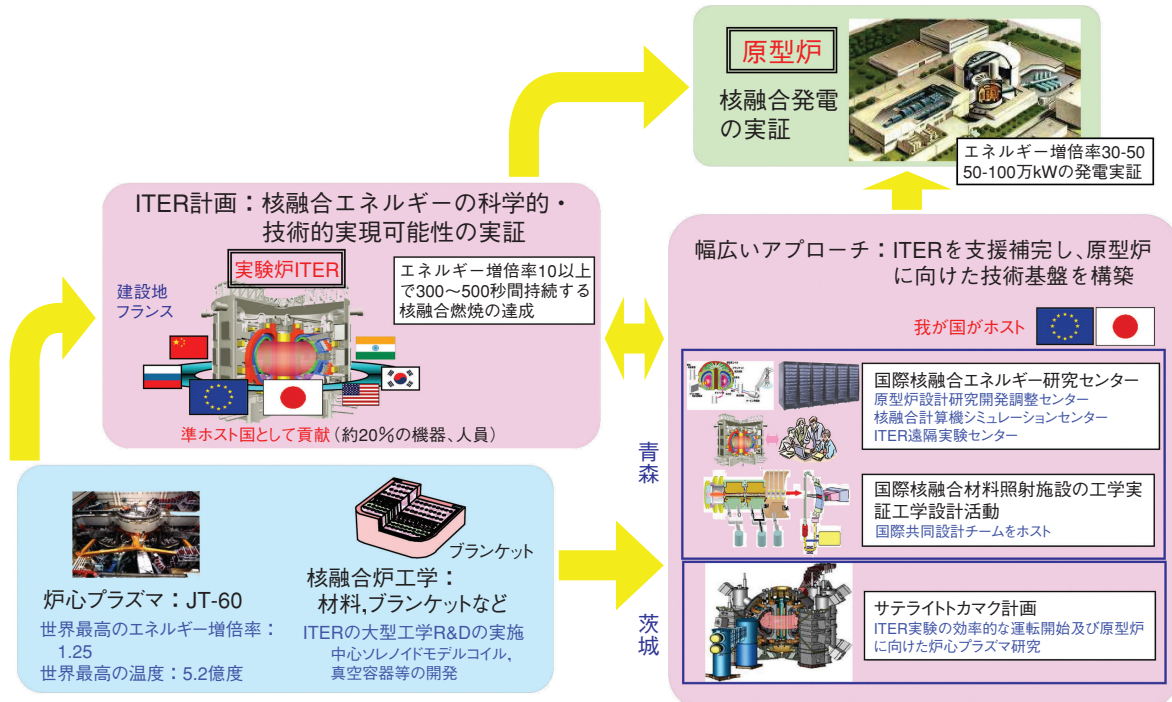 原型炉
核融合発電
の実証
エネルギー増倍率30-50
50-100万kWの発電実証
ITER計画：核融合エネルギーの科学的・
技術的実現可能性の実証
実験炉ITER
建設地
フランス
エネルギー増倍率10以上
で300～500秒間持続する
核融合燃焼の達成
準ホスト国として貢献（約20％の機器、人員）
幅広いアプローチ：ITERを支援補完し、原型炉
に向けた技術基盤を構築
我が国がホスト
青森
国際核融合エネルギー研究センター
原型炉設計研究開発調整センター
核融合計算機シミュレーションセンター
ITER遠隔実験センター
国際核融合材料照射施設の工学実
証工学設計活動
国際共同設計チームをホスト
茨城
サテライトトカマク計画
ITER実験の効率的な運転開始及び原型炉
に向けた炉心プラズマ研究
炉心プラズマ：JT-60
世界最高のエネルギー増倍率：
1.25
世界最高の温度：5.2億度
ブランケット
核融合炉工学：
材料,ブランケットなど
ITERの大型工学R&Dの実施
中心ソレノイドモデルコイル,
真空容器等の開発